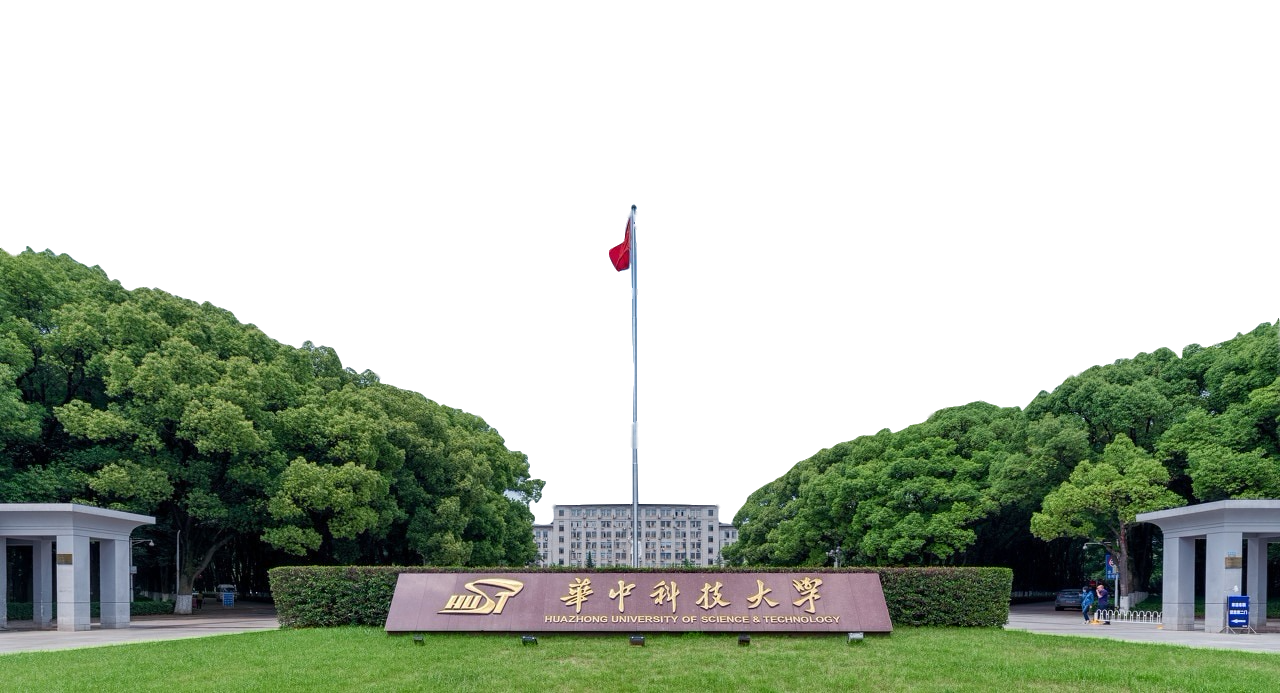 HUST
華中科技大學
HUAZHONG UNIVERSITY OF SCIENCE & TECHNOLOGY